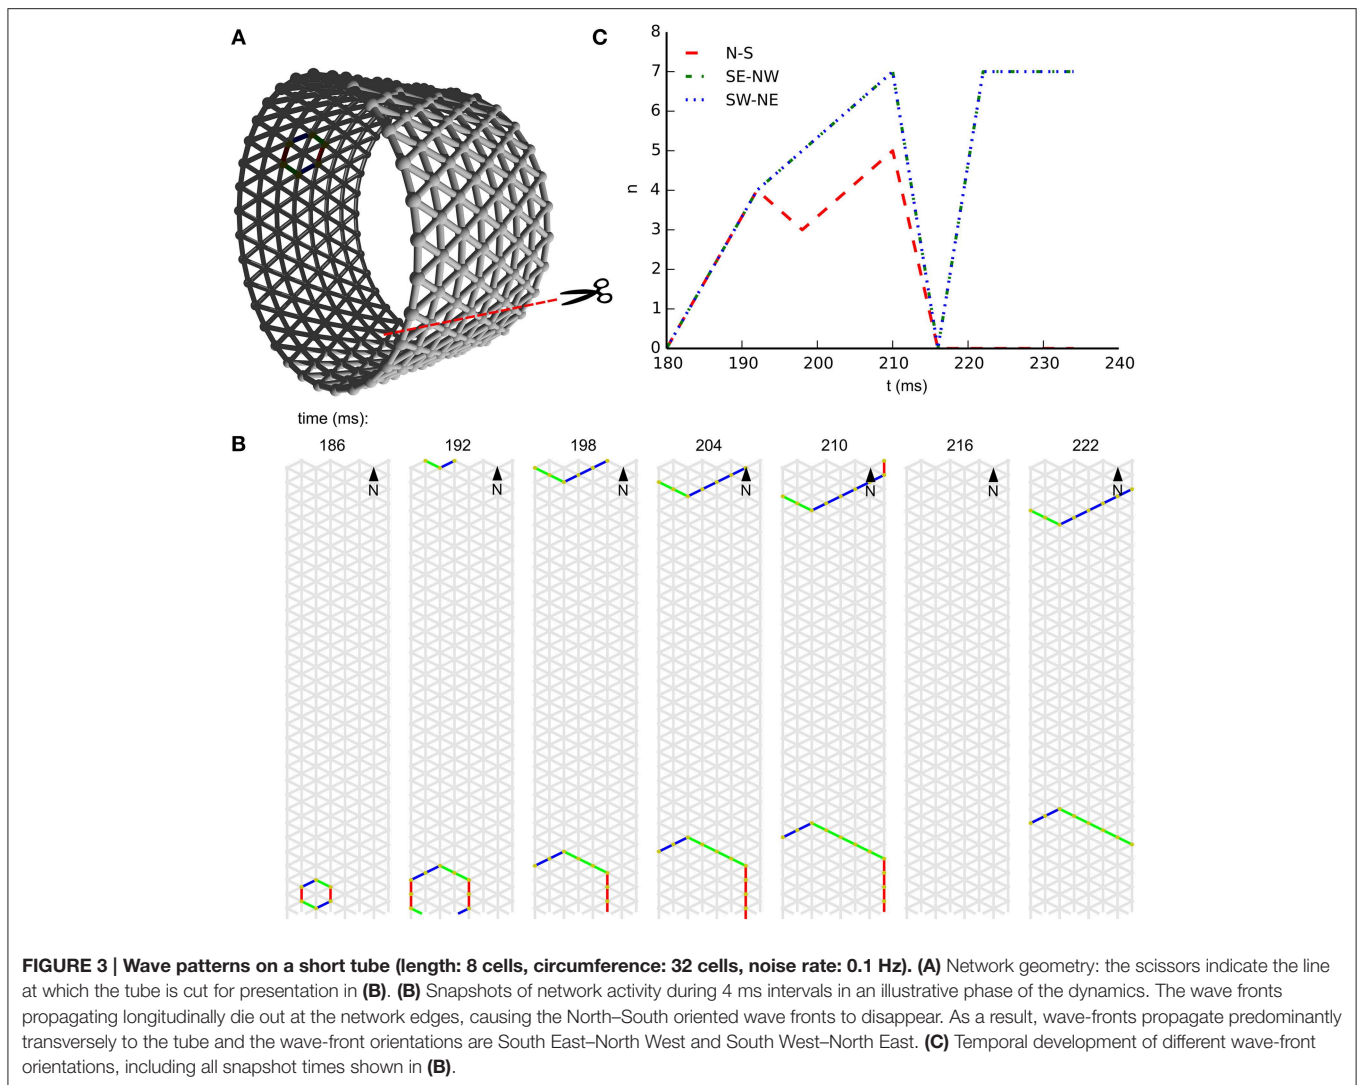 A
C
8
7
6
5
4
3
2
1
0
n
N-S
SE-NW
SW-NE
180 190 200 210 220 230 240
t (ms)
time (ms):
B
186 192 198 204 210 216 222
N N N N N N N
FIGURE 3 | Wave patterns on a short tube (length: 8 cells, circumference: 32 cells, noise rate: 0.1 Hz). (A) Network geometry: the scissors indicate the line
at which the tube is cut for presentation in (B). (B) Snapshots of network activity during 4 ms intervals in an illustrative phase of the dynamics. The wave fronts
propagating longitudinally die out at the network edges, causing the North–South oriented wave fronts to disappear. As a result, wave-fronts propagate predominantly
transversely to the tube and the wave-front orientations are South East–North West and South West–North East. (C) Temporal development of different wave-front
orientations, including all snapshot times shown in (B).